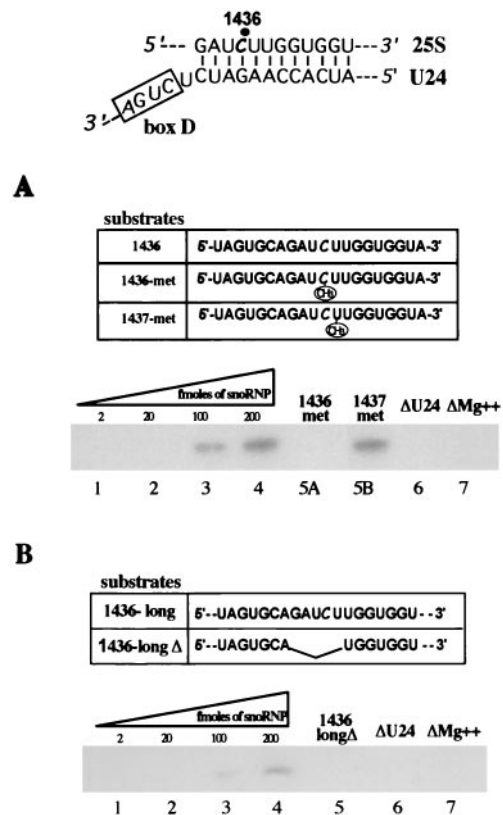 1436
5'--- GAUCUUGGUGGU---3' 25S
3'--- AGUC UCUAGAACCACUA---5' U24
box D
A
substrates
1436 5'-UAGUGCAGAUCUUGGUGGUA-3'
1436-met 5'-UAGUGCAGAUCUUGGUGGUA-3'
CH3
1437-met 5'-UAGUGCAGAUCUUGGUGGUA-3'
CH3
fmoles of snoRNP
2 20 100 200 1436 met 1437 met ΔU24 ΔMg++
1 2 3 4 5A 5B 6 7
B
substrates
1436-long 5'--UAGUGCAGAUCUUGGUGGU--3'
1436-long Δ 5'--UAGUGCA UGGUGGU--3'
fmoles of snoRNP
2 20 100 200 1436 longΔ ΔU24 ΔMg++
1 2 3 4 5 6 7